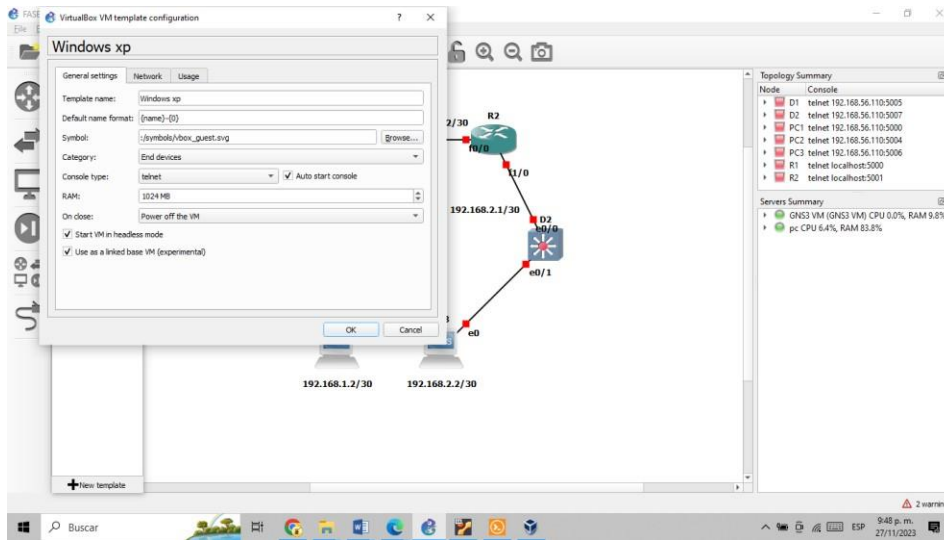 FASE
VirtualBox VM template configuration
?
File
Windows xp
General settings Network Usage
Template name: Windows xp
Default name format: {name}-{0}
Symbol: :/symbols/vbox_guest.svg Browse...
Category: End devices
Console type: telnet Auto start console
RAM: 1024 MB
On close: Power off the VM
Start VM in headless mode
Use as a linked base VM (experimental)
OK Cancel
2/30
R2
f0/0
f1/0
192.168.2.1/30
D2
e0/0
e0/1
e0
192.168.1.2/30
192.168.2.2/30
New template
Topology Summary
Node Console
D1 telnet 192.168.56.110:5005
D2 telnet 192.168.56.110:5007
PC1 telnet 192.168.56.110:5000
PC2 telnet 192.168.56.110:5004
PC3 telnet 192.168.56.110:5006
R1 telnet localhost:5000
R2 telnet localhost:5001
Servers Summary
GNS3 VM (GNS3 VM) CPU 0.0%, RAM 9.8%
pc CPU 6.4%, RAM 83.8%
2 warnin
Buscar
ESP
9:48 p. m.
27/11/2023